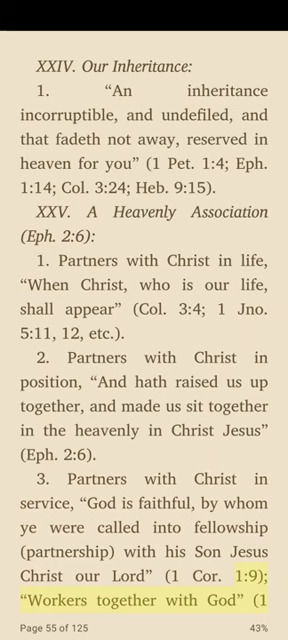 XXIV. Our Inheritance:
1. “An inheritance
incorruptible, and undefiled, and
that fadeth not away, reserved in
heaven for you” (1 Pet. 1:4; Eph.
1:14; Col. 3:24; Heb. 9:15).
XXV. A Heavenly Association
(Eph. 2:6):
1. Partners with Christ in life,
“When Christ, who is our life,
shall appear” (Col. 3:4; 1 Jno.
5:11, 12, etc.).
2. Partners with Christ in
position, “And hath raised us up
together, and made us sit together
in the heavenly in Christ Jesus”
(Eph. 2:6).
3. Partners with Christ in
service, “God is faithful, by whom
ye were called into fellowship
(partnership) with his Son Jesus
Christ our Lord” (1 Cor. 1:9);
“Workers together with God” (1
Page 55 of 125 43%